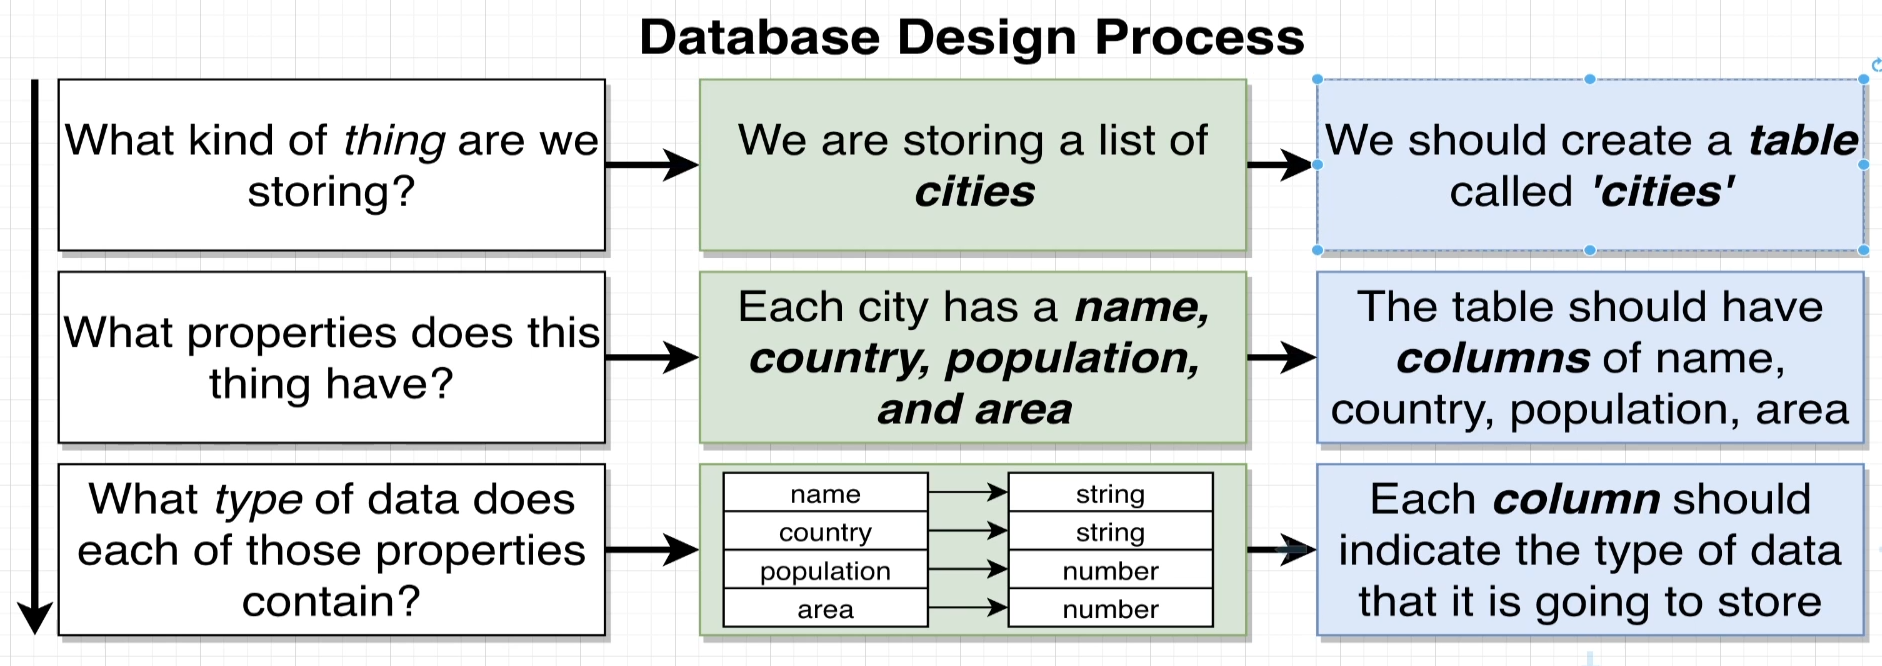 Database Design Process
What kind of thing are we
storing?
We are storing a list of
cities
We should create a table
called 'cities'
What properties does this
thing have?
Each city has a name,
country, population,
and area
The table should have
columns of name,
country, population, area
What type of data does
each of those properties
contain?
name
string
country
string
population
number
area
number
Each column should
indicate the type of data
that it is going to store